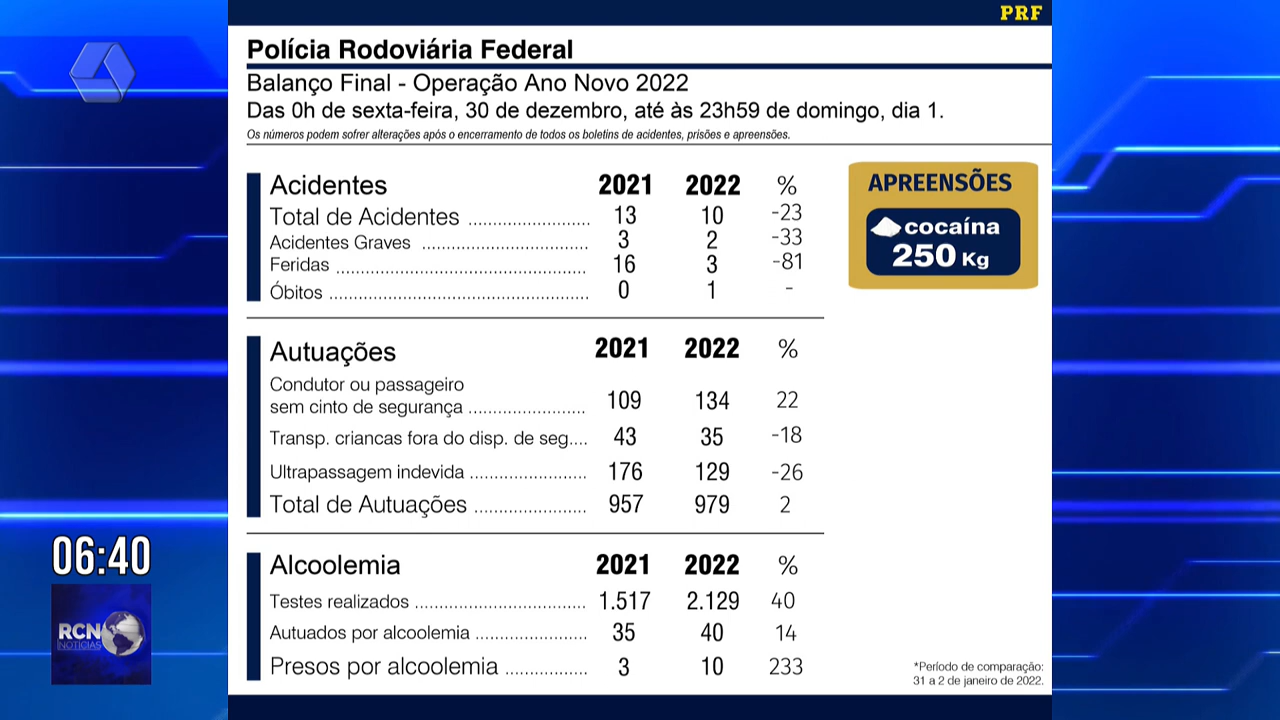 PRF
Polícia Rodoviária Federal
Balanço Final - Operação Ano Novo 2022
Das 0h de sexta-feira, 30 de dezembro, até às 23h59 de domingo, dia 1.
Os números podem sofrer alterações após o encerramento de todos os boletins de acidentes, prisões e apreensões.
Acidentes 2021 2022 %
Total de Acidentes ........................ 13 10 -23
Acidentes Graves ................................. 3 2 -33
Feridas .................................................. 16 3 -81
Óbitos .................................................... 0 1 -
APREENSÕES
cocaína
250 Kg
Autuações 2021 2022 %
Condutor ou passageiro
sem cinto de segurança ....................... 109 134 22
Transp. criancas fora do disp. de seg.... 43 35 -18
Ultrapassagem indevida ....................... 176 129 -26
Total de Autuações ...................... 957 979 2
Alcoolemia 2021 2022 %
Testes realizados .................................. 1.517 2.129 40
Autuados por alcoolemia ...................... 35 40 14
Presos por alcoolemia ................ 3 10 233
*Período de comparação:
31 a 2 de janeiro de 2022.
06:40
RCN
NOTÍCIAS